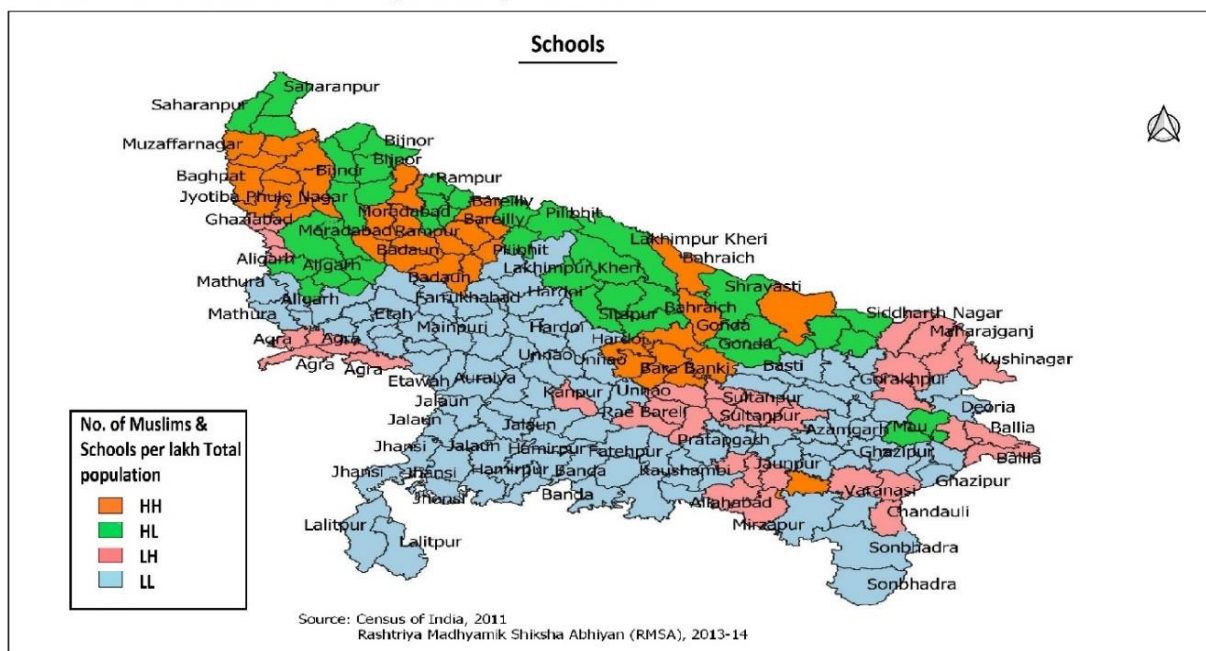 Schools
Saharanpur
Saharanpur
Muzaffarnagar
Bijnor
Bijnor
Baghpat
Bijnor
Rampur
Jyotiba Phule Nagar
Bareilly
Ghaziabad
Moradabad
Bareilly
Pilibhit
Moradabad
Rampur
Lakhimpur Kheri
Aligarh
Aligarh
Badaun
Pilibhit
Bahraich
Mathura
Badaun
Lakhimpur Kheri
Shravasti
Aligarh
Farrukhabad
Hardoi
Mathura
Etah
Sitapur
Bahraich
Siddharth Nagar
Mainpuri
Hardoi
Gonda
Maharajganj
Agra
Agra
Hardoi
Gonda
Agra
Agra
Unnao
Unnao
Bara Banki
Basti
Kushinagar
Etawah
Auraiya
Kanpur
Unnao
Sultanpur
Gorakhpur
Jalaun
Rae Bareli
Sultanpur
Deoria
Jalaun
Jalaun
Azamgarh
Mau
Ballia
Jhansi
Jalaun
Hamirpur
Fatehpur
Pratapgarh
Ghazipur
Ballia
Jhansi
Jhansi
Hamirpur
Banda
Kaushambi
Jaunpur
Ghazipur
Jhansi
Banda
Allahabad
Varanasi
Lalitpur
Mirzapur
Chandauli
Lalitpur
Sonbhadra
Sonbhadra
No. of Muslims &
Schools per lakh Total
population
HH
HL
LH
LL
Source: Census of India, 2011
Rashtriya Madhyamik Shiksha Abhiyan (RMSA), 2013-14